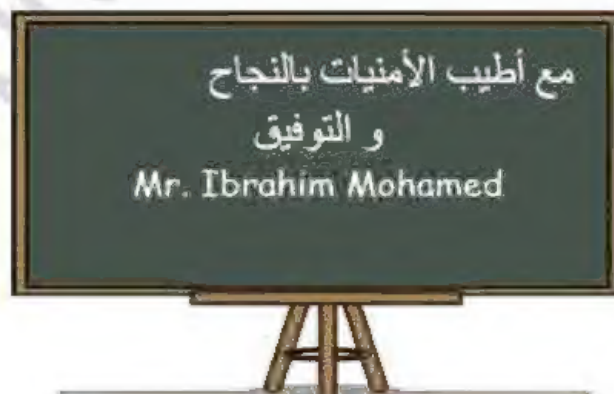 مع أطيب الأمنيات بالنجاح
و التوفيق
Mr. Ibrahim Mohamed